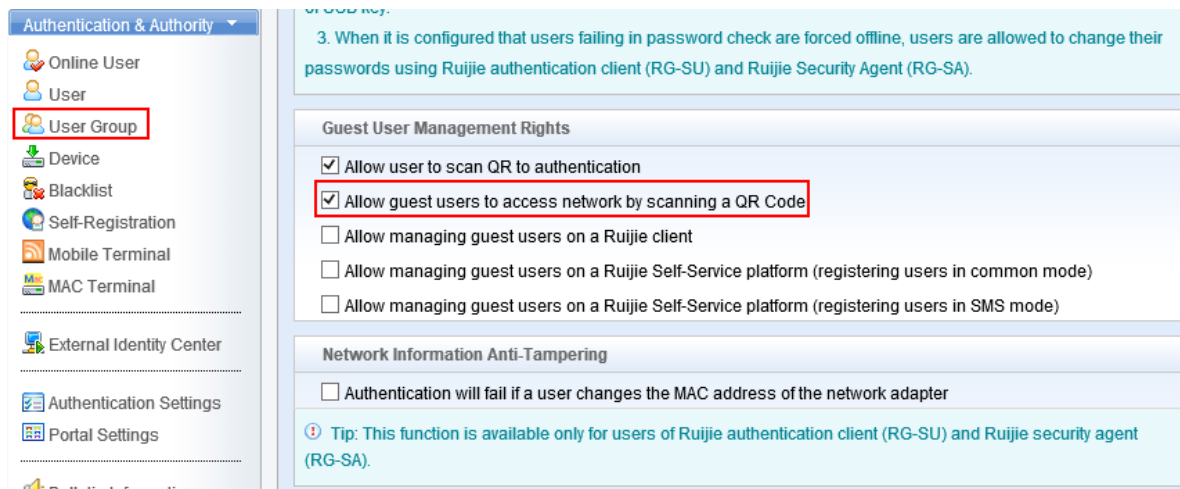 Authentication & Authority
Online User
User
User Group
Device
Blacklist
Self-Registration
Mobile Terminal
MAC Terminal
External Identity Center
Authentication Settings
Portal Settings
3. When it is configured that users failing in password check are forced offline, users are allowed to change their
passwords using Ruijie authentication client (RG-SU) and Ruijie Security Agent (RG-SA).
Guest User Management Rights
Allow user to scan QR to authentication
Allow guest users to access network by scanning a QR Code
Allow managing guest users on a Ruijie client
Allow managing guest users on a Ruijie Self-Service platform (registering users in common mode)
Allow managing guest users on a Ruijie Self-Service platform (registering users in SMS mode)
Network Information Anti-Tampering
Authentication will fail if a user changes the MAC address of the network adapter
Tip: This function is available only for users of Ruijie authentication client (RG-SU) and Ruijie security agent
(RG-SA).